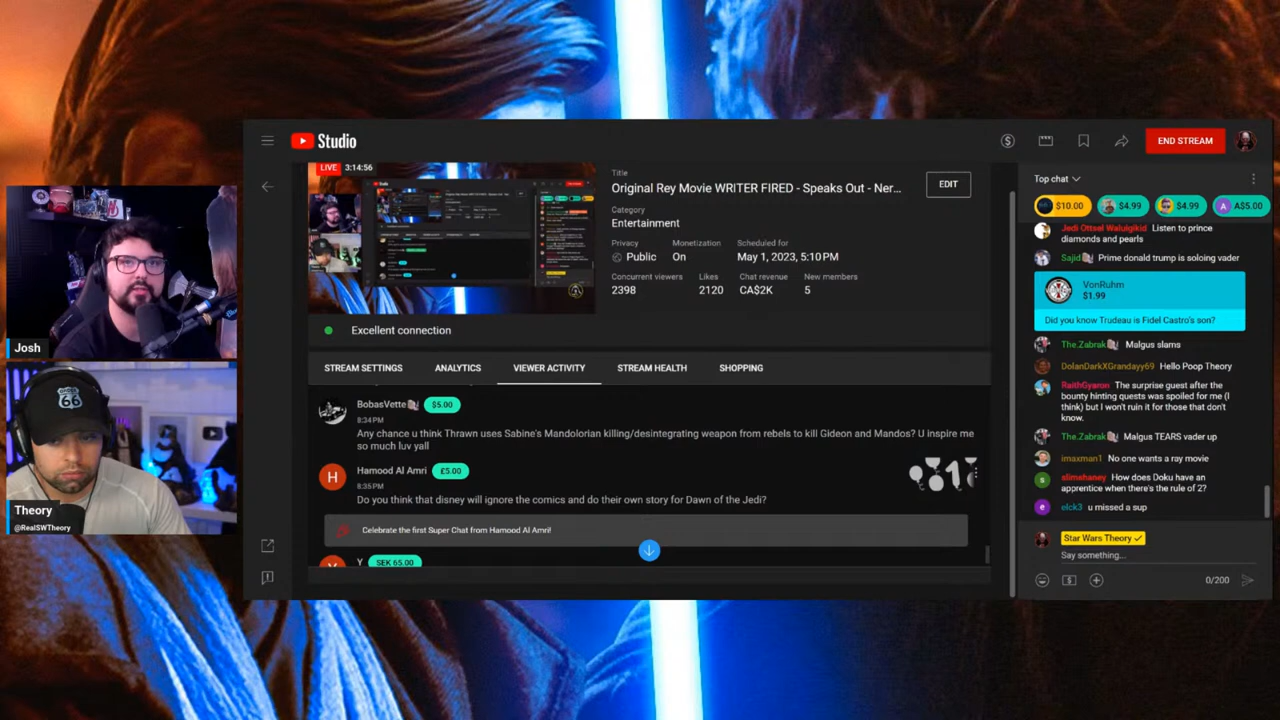 Studio
END STREAM
LIVE 3:14:56
Title
Original Rey Movie WRITER FIRED - Speaks Out - Ner...
EDIT
Category
Entertainment
Privacy
Monetization
Scheduled for
Public
On
May 1, 2023, 5:10 PM
Concurrent viewers
Likes
Chat revenue
New members
2398
2120
CA$2K
5
Excellent connection
STREAM SETTINGS
ANALYTICS
VIEWER ACTIVITY
STREAM HEALTH
SHOPPING
BobasVette $5.00
8:34PM
Any chance u think Thrawn uses Sabine's Mandolorian killing/desintegrating weapon from rebels to kill Gideon and Mandos? U inspire me
so much luv yall
H
Hamood Al Amri £5.00
8:35PM
Do you think that disney will ignore the comics and do their own story for Dawn of the Jedi?
Celebrate the first Super Chat from Hamood Al Amri!
Y SEK 65.00
Top chat
$10.00
$4.99
$4.99
A A$5.00
Jedi Ottsel Waluigikid Listen to prince
diamonds and pearls
Sajid Prime donald trump is soloing vader
VonRuhm
$1.99
Did you know Trudeau is Fidel Castro's son?
The.Zabrak Malgus slams
DolanDarkXGrandayy69 Hello Poop Theory
RaithGyaron The surprise guest after the
bounty hinting quests was spoiled for me (I
think) but I won't ruin it for those that don't
know.
The.Zabrak Malgus TEARS vader up
imaxman1 No one wants a ray movie
s slimshaney How does Doku have an
apprentice when there's the rule of 2?
e elck3 u missed a sup
Star Wars Theory
Say something...
0/200
Josh
ROUTE
US
66
Theory
@RealSWTheory